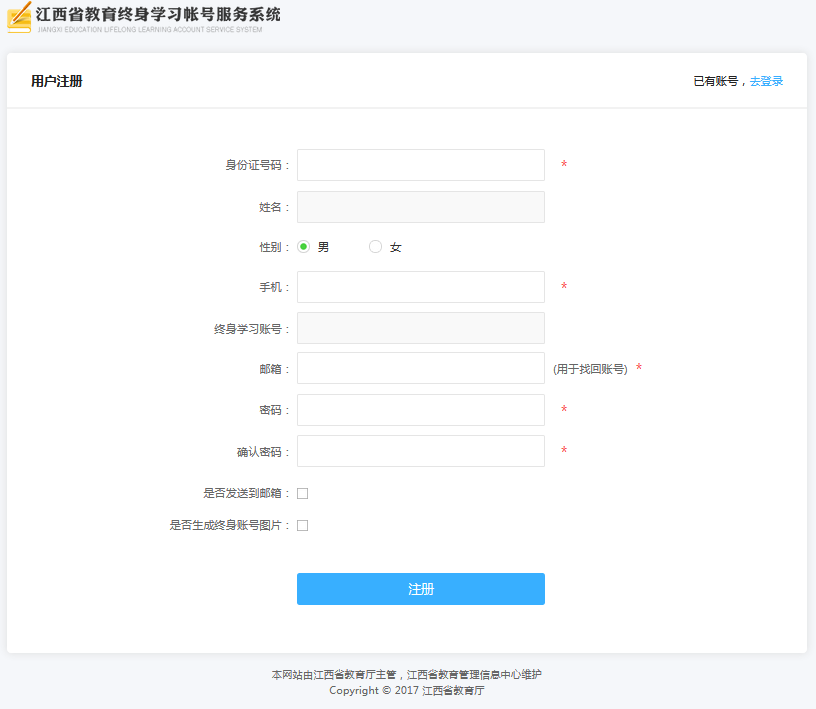 江西省教育终身学习帐号服务系统
JIANGXI EDUCATION LIFELONG LEARNING ACCOUNT SERVICE SYSTEM
用户注册
已有账号，去登录
身份证号码： *
姓名：
性别： 男 女
手机： *
终身学习账号：
邮箱： (用于找回账号) *
密码： *
确认密码： *
是否发送到邮箱：
是否生成终身账号图片：
注册
本网站由江西省教育厅主管，江西省教育管理信息中心维护
Copyright © 2017 江西省教育厅